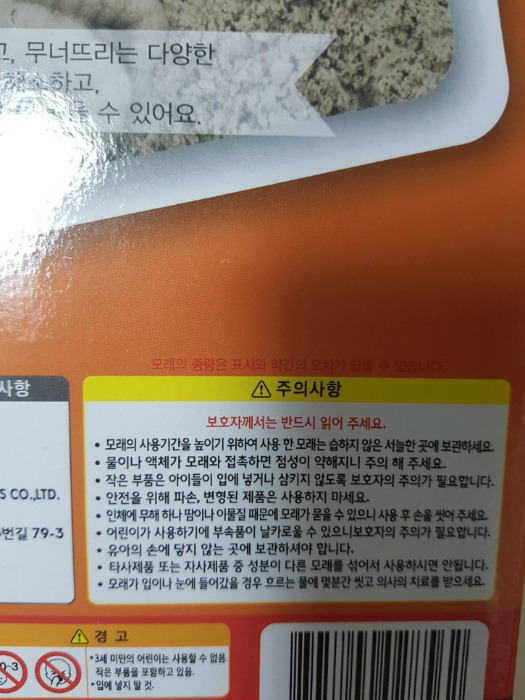 고, 무너뜨리는 다양한
하고,
수 있어요.
모래의 중량은 표시와 약간의 오차가 있을 수 있습니다.
사항
S CO.,LTD.
번길 79-3
주의사항
보호자께서는 반드시 읽어 주세요.
• 모래의 사용기간을 높이기 위하여 사용 한 모래는 습하지 않은 서늘한 곳에 보관하세요.
• 물이나 액체가 모래와 접촉하면 점성이 약해지니 주의 해 주세요.
• 작은 부품은 아이들이 입에 넣거나 삼키지 않도록 보호자의 주의가 필요합니다.
• 안전을 위해 파손, 변형된 제품은 사용하지 마세요.
• 인체에 무해 하나 땀이나 이물질 때문에 모래가 묻을 수 있으니 사용 후 손을 씻어 주세요.
• 어린이가 사용하기에 부속품이 날카로울 수 있으니보호자의 주의가 필요합니다.
• 유아의 손에 닿지 않는 곳에 보관하셔야 합니다.
• 타사제품 또는 자사제품 중 성분이 다른 모래를 섞어서 사용하시면 안됩니다.
• 모래가 입이나 눈에 들어갔을 경우 흐르는 물에 몇분간 씻고 의사의 치료를 받으세요.
경 고
0-3
•3세 미만의 어린이는 사용할 수 없음.
작은 부품을 포함하고 있음.
•입에 넣지 말 것.